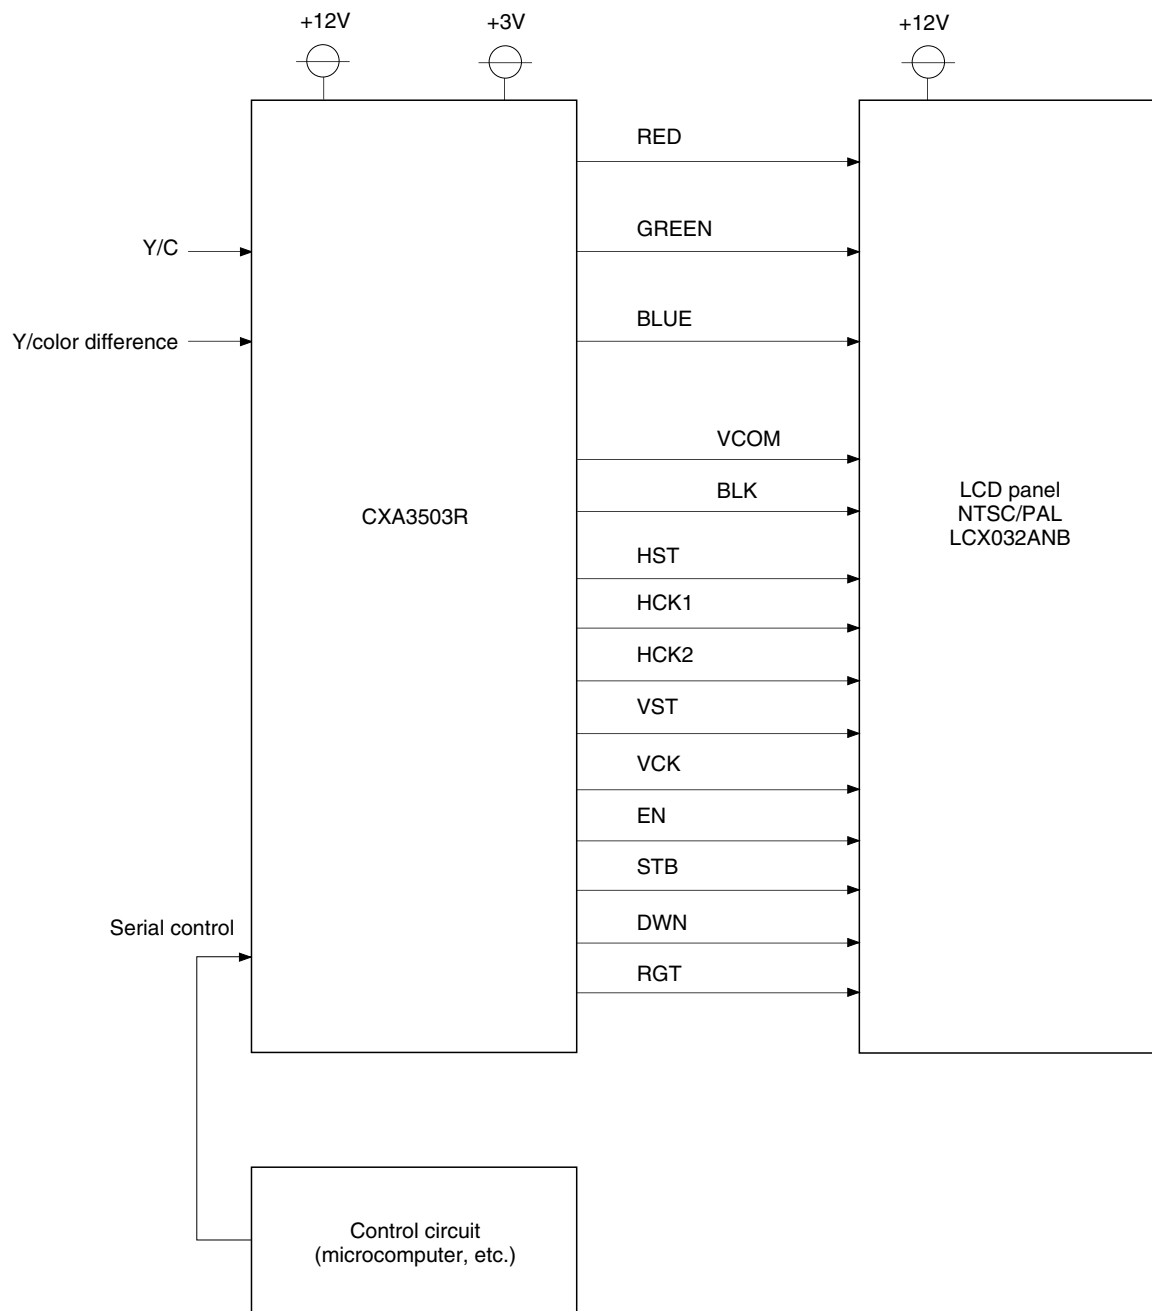 +12V
+3V
+12V
RED
GREEN
Y/C
BLUE
Y/color difference
VCOM
BLK
CXA3503R
LCD panel
NTSC/PAL
LCX032ANB
HST
HCK1
HCK2
VST
VCK
EN
STB
DWN
Serial control
RGT
Control circuit
(microcomputer, etc.)